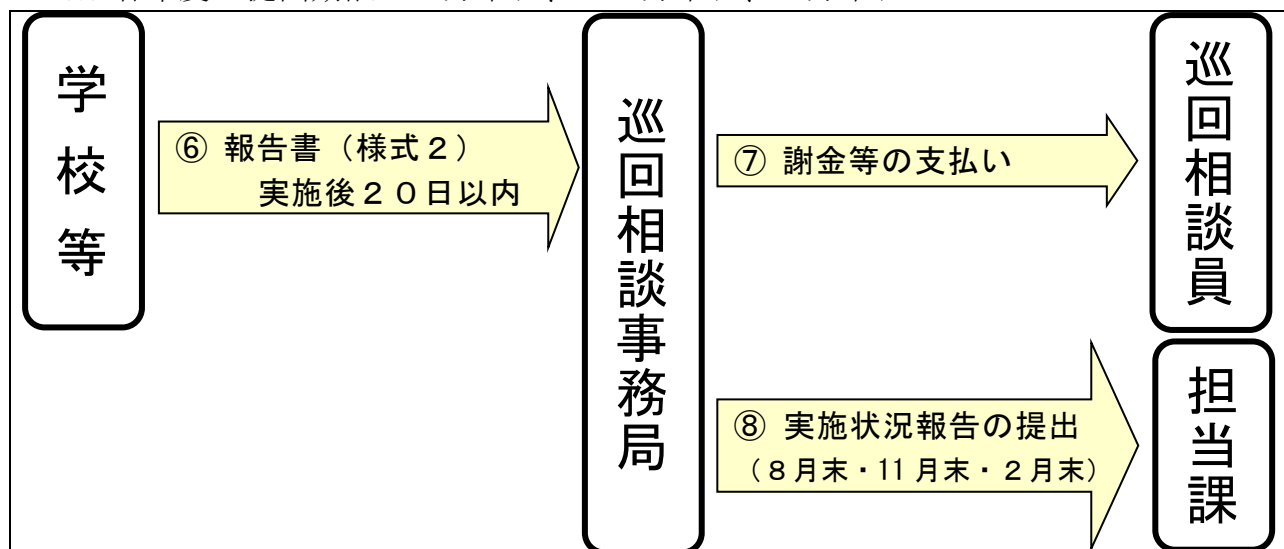 学校等
⑥ 報告書（様式２）
実施後２０日以内
巡回相談事務局
⑦ 謝金等の支払い
巡回相談員
⑧ 実施状況報告の提出
（８月末・11月末・２月末）
担当課